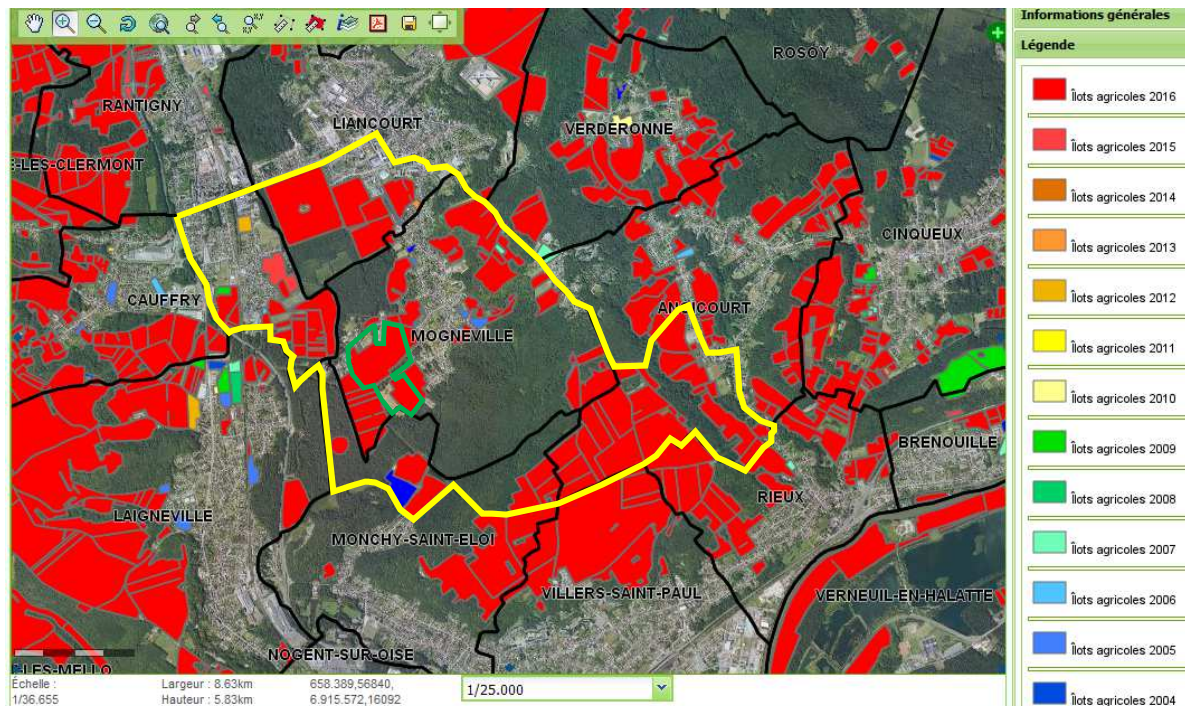 Informations générales
Légende
Îlots agricoles 2016
Îlots agricoles 2015
Îlots agricoles 2014
Îlots agricoles 2013
Îlots agricoles 2012
Îlots agricoles 2011
Îlots agricoles 2010
Îlots agricoles 2009
Îlots agricoles 2008
Îlots agricoles 2007
Îlots agricoles 2006
Îlots agricoles 2005
Îlots agricoles 2004
ROSOY
RANTIGNY
LIANCOURT
VERDERONNE
E-LES-CLERMONT
CINQUEUX
CAUFFRY
ANGICOURT
MOGNEVILLE
BRENOUILLE
RIEUX
LAIGNEVILLE
MONCHY-SAINT-ELOI
VILLERS-SAINT-PAUL
VERNEUIL-EN-HALATTE
NOGENT-SUR-OISE
-LES-MELLO
Échelle :
1/36.655
Largeur : 8.63km
Hauteur : 5.83km
658.389,56840,
6.915.572,16092
1/25.000